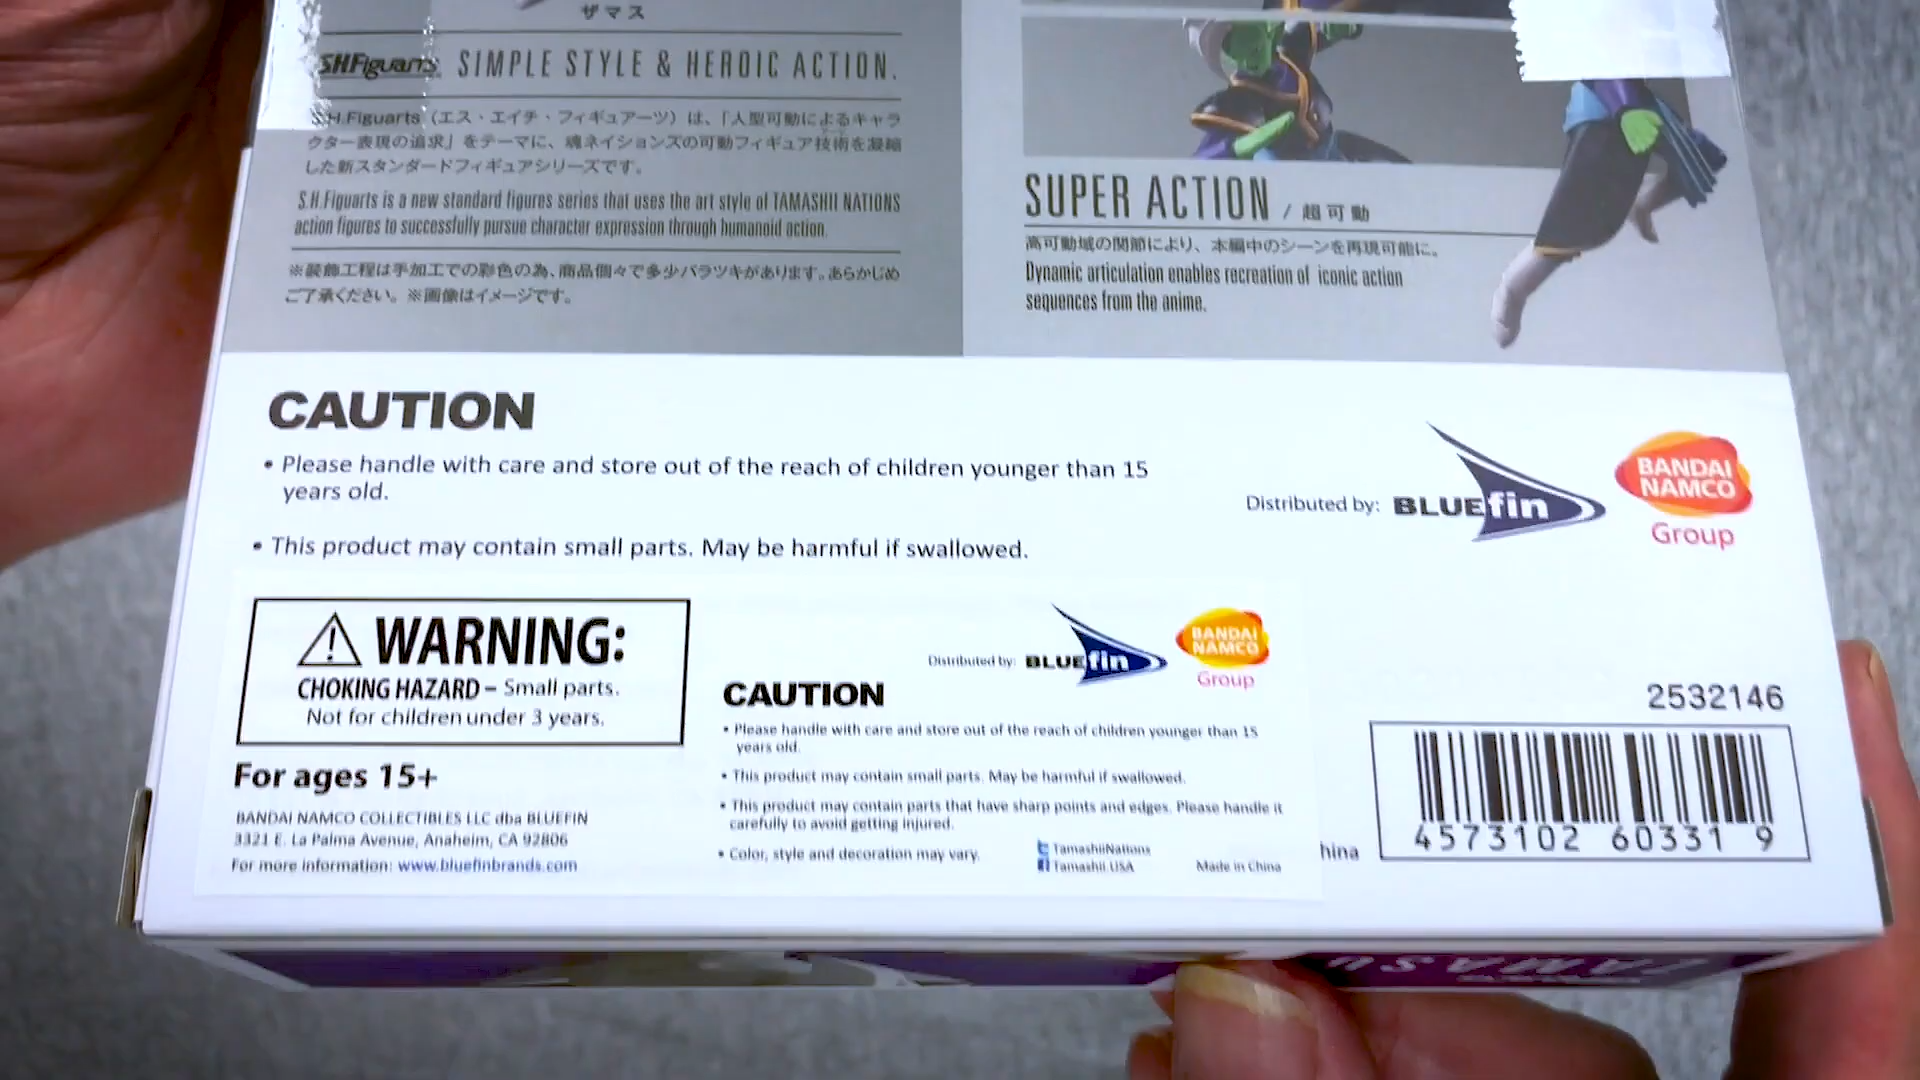 ザマス
S.H.Figuarts SIMPLE STYLE & HEROIC ACTION.
S.H.Figuarts（エス・エイチ・フィギュアーツ）は、「人型可動によるキャラ
クター表現の追求」をテーマに、魂ネイションズの可動フィギュア技術を凝縮
した新スタンダードフィギュアシリーズです。
S.H.Figuarts is a new standard figures series that uses the art style of TAMASHII NATIONS
action figures to successfully pursue character expression through humanoid action.
※装飾工程は手加工での彩色の為、商品個々で多少バラツキがあります。あらかじめ
ご了承ください。※画像はイメージです。
SUPER ACTION / 超可動
高可動域の関節により、本編中のシーンを再現可能に。
Dynamic articulation enables recreation of iconic action
sequences from the anime.
CAUTION
• Please handle with care and store out of the reach of children younger than 15
years old.
• This product may contain small parts. May be harmful if swallowed.
Distributed by: BLUEfin
BANDAI
NAMCO
Group
WARNING:
CHOKING HAZARD – Small parts.
Not for children under 3 years.
For ages 15+
BANDAI NAMCO COLLECTIBLES LLC dba BLUEFIN
3321 E. La Palma Avenue, Anaheim, CA 92806
For more information: www.bluefinbrands.com
Distributed by: BLUEfin
BANDAI
NAMCO
Group
CAUTION
• Please handle with care and store out of the reach of children younger than 15
years old.
• This product may contain small parts. May be harmful if swallowed.
• This product may contain parts that have sharp points and edges. Please handle it
carefully to avoid getting injured.
• Color, style and decoration may vary.
TamashiiNations
Tamashii.USA
Made in China
hina
2532146
4573102 60331 9
ZAMASU